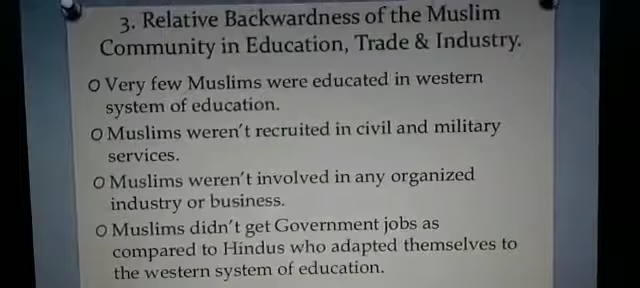 3. Relative Backwardness of the Muslim
Community in Education, Trade & Industry.
O Very few Muslims were educated in western
system of education.
O Muslims weren't recruited in civil and military
services.
O Muslims weren't involved in any organized
industry or business.
O Muslims didn't get Government jobs as
compared to Hindus who adapted themselves to
the western system of education.